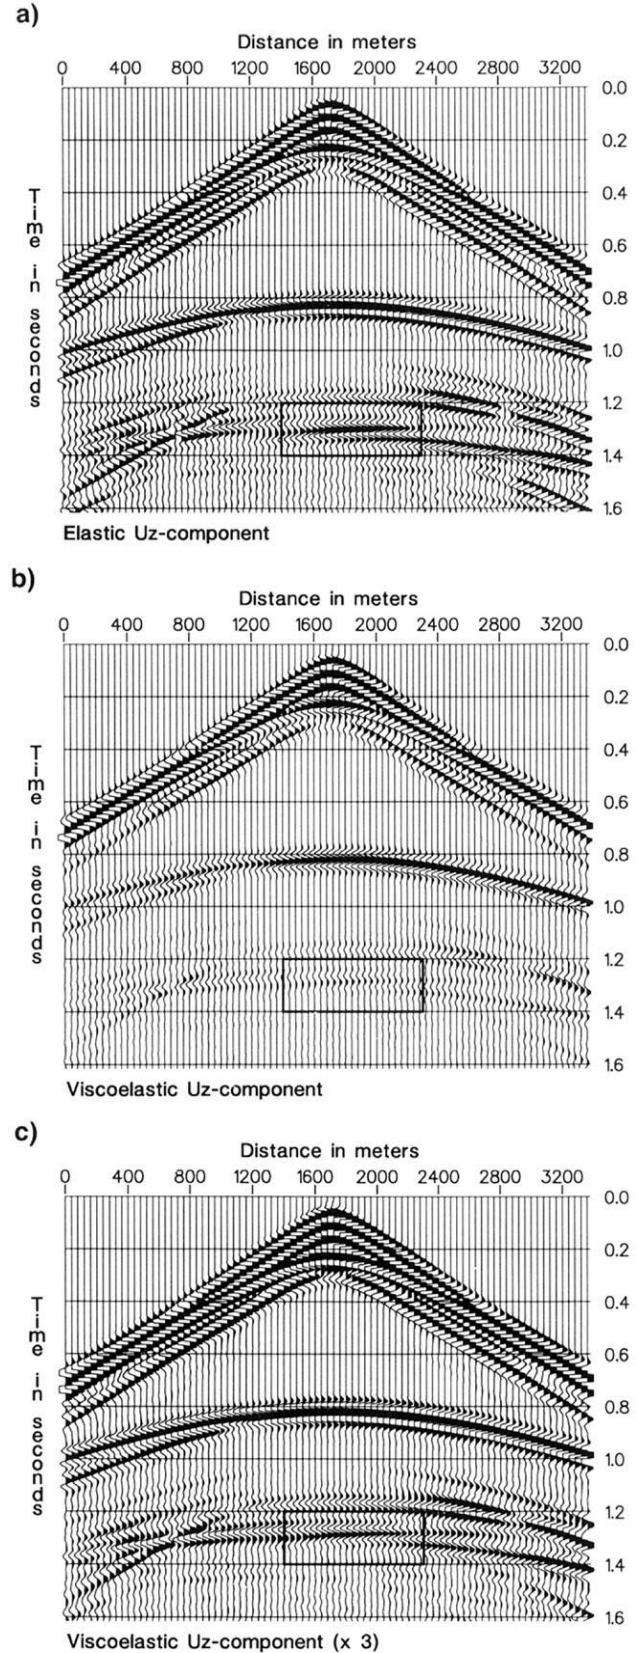 a)
Distance in meters
0 400 800 1200 1600 2000 2400 2800 3200
0.0
0.2
0.4
0.6
0.8
1.0
1.2
1.4
1.6
Time in seconds
Elastic Uz-component
b)
Distance in meters
0 400 800 1200 1600 2000 2400 2800 3200
0.0
0.2
0.4
0.6
0.8
1.0
1.2
1.4
1.6
Time in seconds
Viscoelastic Uz-component
c)
Distance in meters
0 400 800 1200 1600 2000 2400 2800 3200
0.0
0.2
0.4
0.6
0.8
1.0
1.2
1.4
1.6
Time in seconds
Viscoelastic Uz-component (x 3)